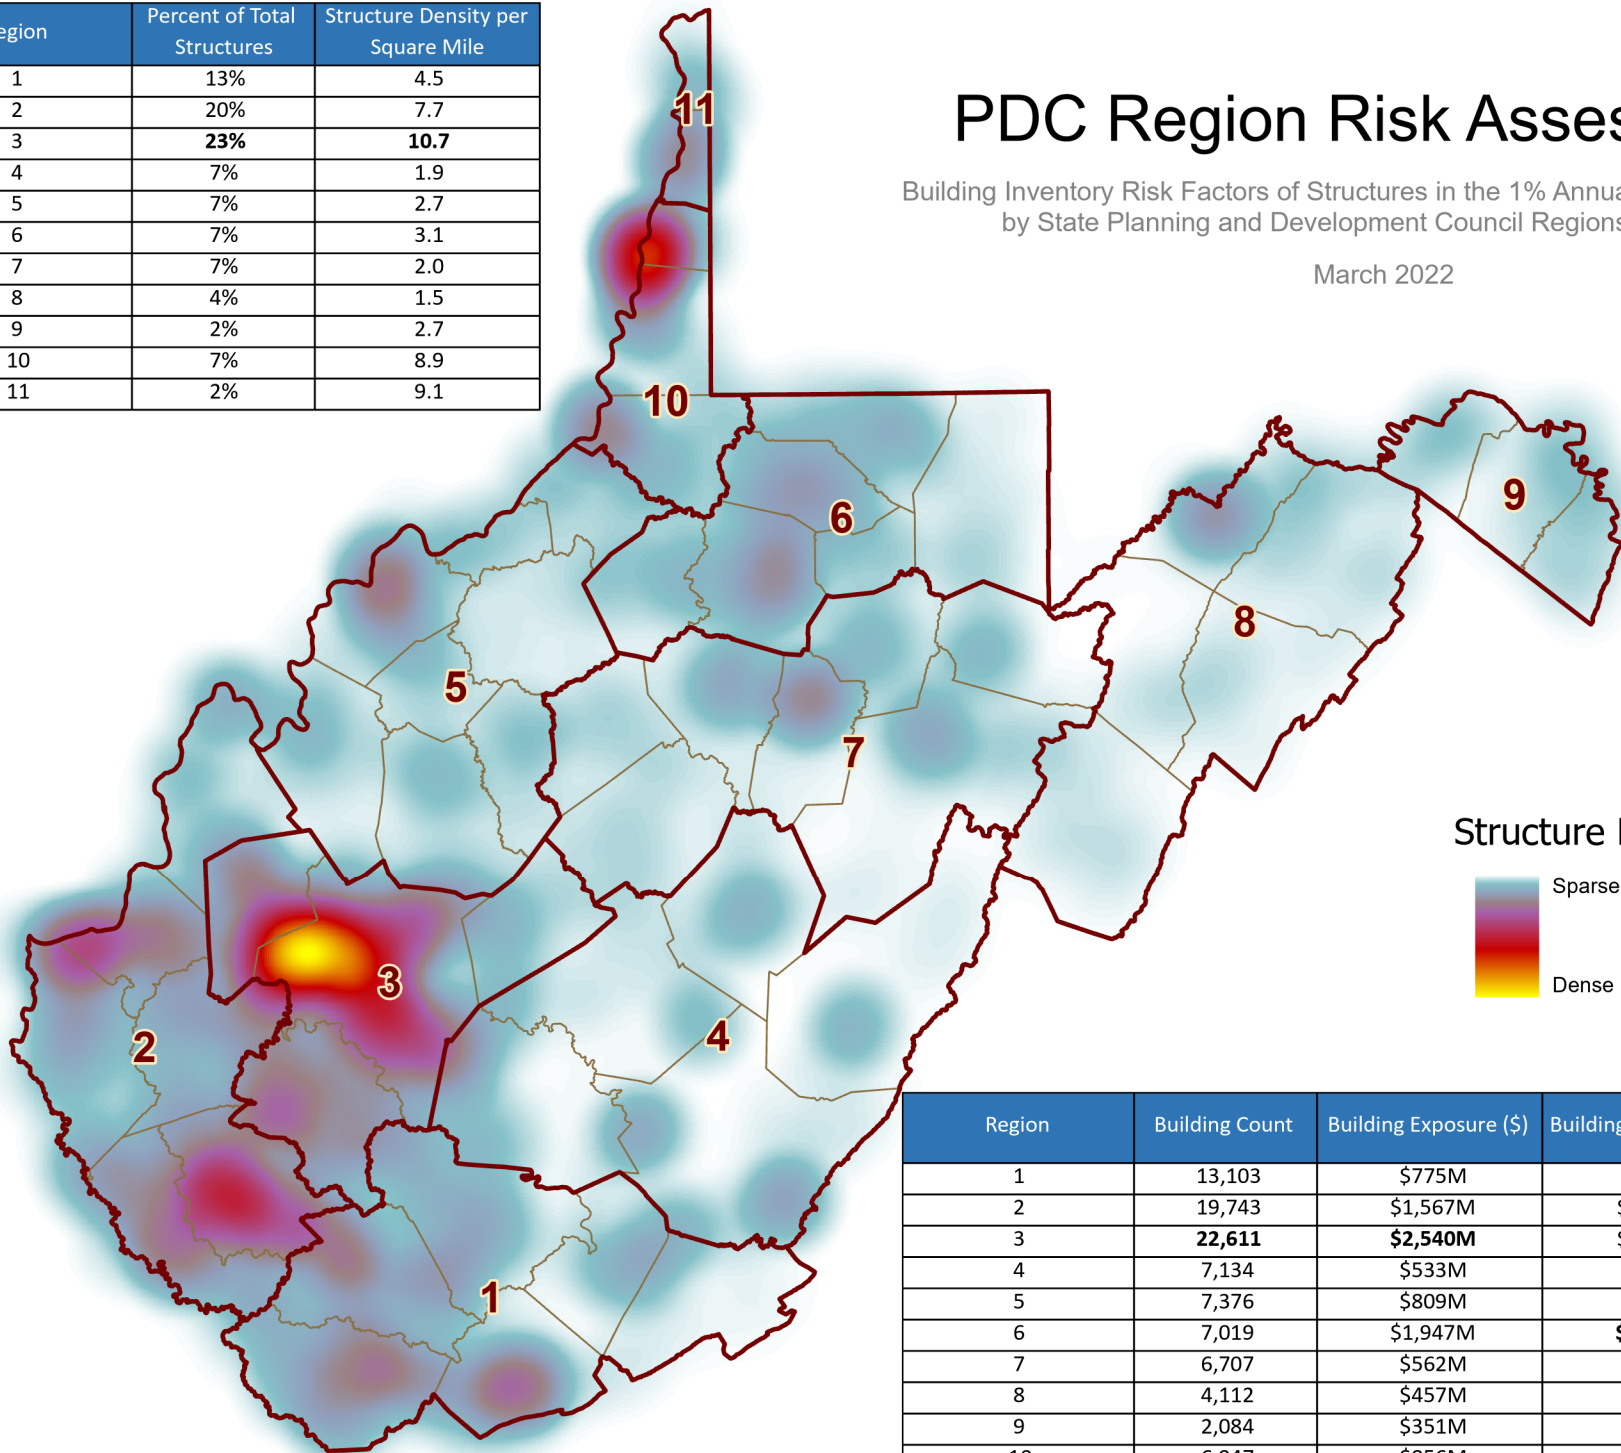 egion Percent of Total Structures Structure Density per Square Mile
1 13% 4.5
2 20% 7.7
3 23% 10.7
4 7% 1.9
5 7% 2.7
6 7% 3.1
7 7% 2.0
8 4% 1.5
9 2% 2.7
10 7% 8.9
11 2% 9.1
PDC Region Risk Asses
Building Inventory Risk Factors of Structures in the 1% Annua
by State Planning and Development Council Regions
March 2022
11
10
6
9
8
5
7
3
4
2
1
Structure
Sparse
Dense
Region Building Count Building Exposure ($) Building
1 13,103 $775M
2 19,743 $1,567M $
3 22,611 $2,540M $
4 7,134 $533M
5 7,376 $809M
6 7,019 $1,947M $
7 6,707 $562M
8 4,112 $457M
9 2,084 $351M